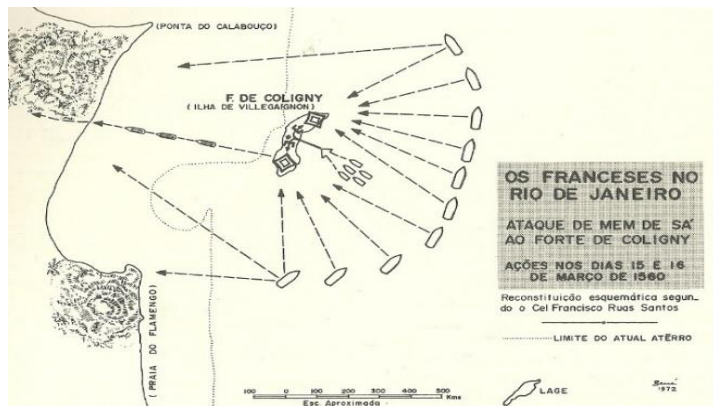 (PONTA DO CALABOUÇO)
F. DE COLIGNY
(ILHA DE VILLEGAIGNON)
OS FRANCESES NO
RIO DE JANEIRO
ATAQUE DE MEM DE SÁ
AO FORTE DE COLIGNY
AÇÕES NOS DIAS 15 E 16
DE MARÇO DE 1560
Reconstituição esquemática segun_
do o Cel Francisco Ruas Santos
LIMITE DO ATUAL ATÊRRO
(PRAIA DO FLAMENGO)
100 0 100 200 300 400 500
Kms
Esc. Aproximada
LAGE
1972